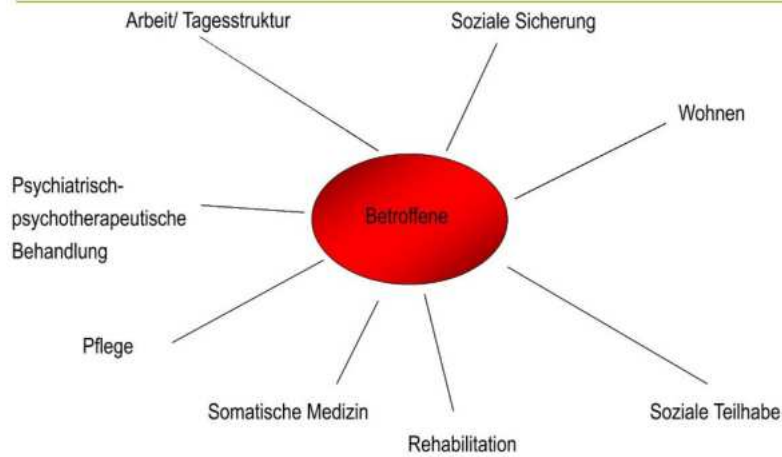 Arbeit/ Tagesstruktur
Soziale Sicherung
Wohnen
Psychiatrisch-
psychotherapeutische
Behandlung
Betroffene
Pflege
Somatische Medizin
Rehabilitation
Soziale Teilhabe